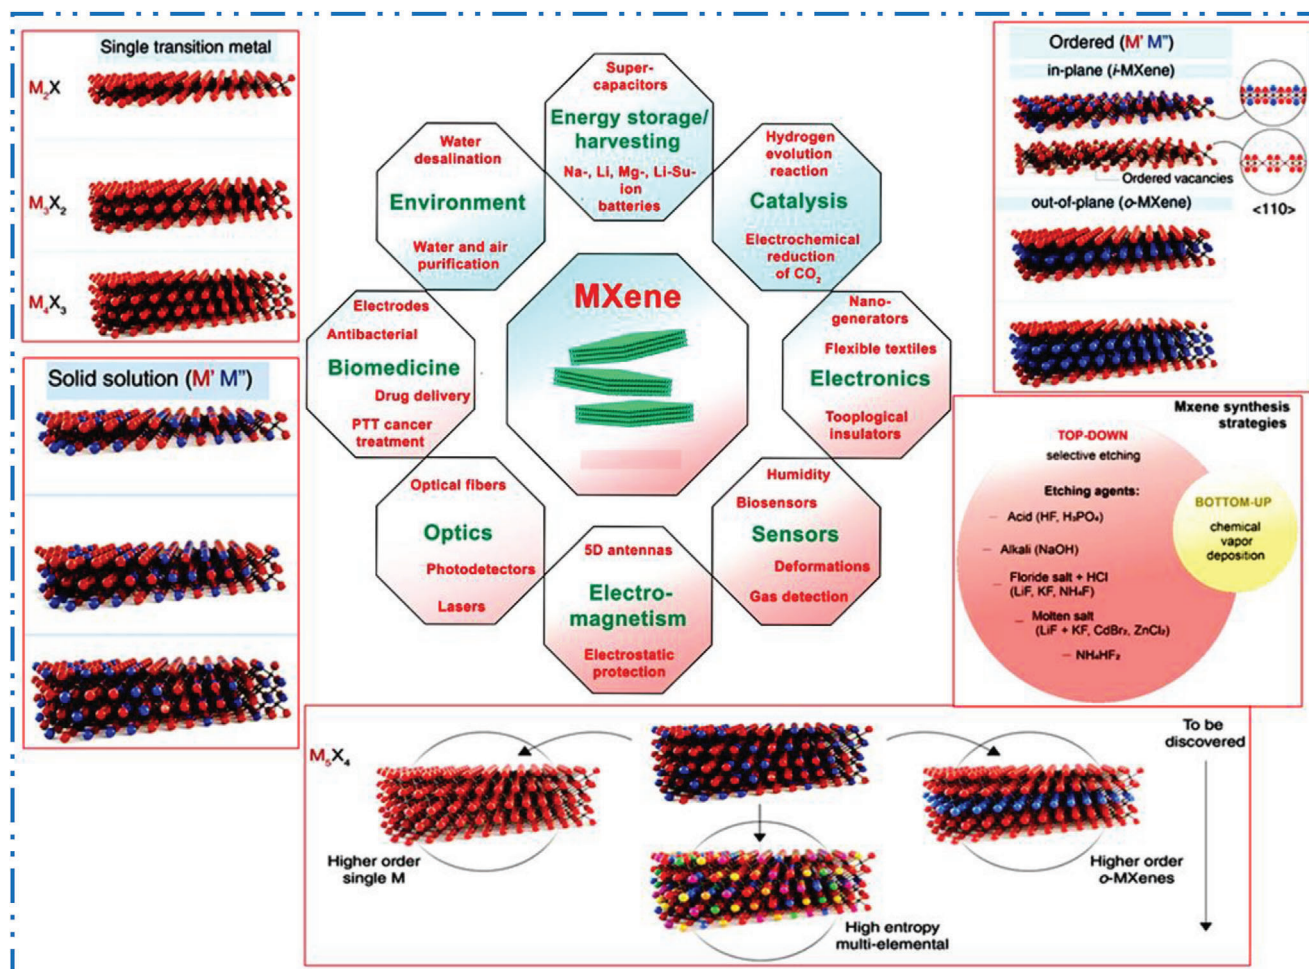 Single transition metal
M₂X
M₃X₂
M₄X₃
Solid solution (M' M")
Super-
capacitors
Energy storage/
harvesting
Na-, Li, Mg-, Li-Su-
ion
batteries
Water
desalination
Environment
Water and air
purification
Hydrogen
evolution
reaction
Catalysis
Electrochemical
reduction
of CO₂
Electrodes
Antibacterial
Biomedicine
Drug delivery
PTT cancer
treatment
MXene
Nano-
generators
Flexible textiles
Electronics
Tooplogical
insulators
Optical fibers
Optics
Photodetectors
Lasers
5D antennas
Electro-
magnetism
Electrostatic
protection
Humidity
Biosensors
Sensors
Deformations
Gas detection
Ordered (M' M")
in-plane (i-MXene)
Ordered vacancies
out-of-plane (o-MXene)
<110>
Mxene synthesis
strategies
TOP-DOWN
selective etching
Etching agents:
– Acid (HF, H₃PO₄)
– Alkali (NaOH)
– Floride salt + HCl
(LiF, KF, NH₄F)
– Molten salt
(LiF + KF, CdBr₂, ZnCl₂)
– NH₄HF₂
BOTTOM-UP
chemical
vapor
deposition
M₅X₄
Higher order
single M
High entropy
multi-elemental
Higher order
o-MXenes
To be
discovered